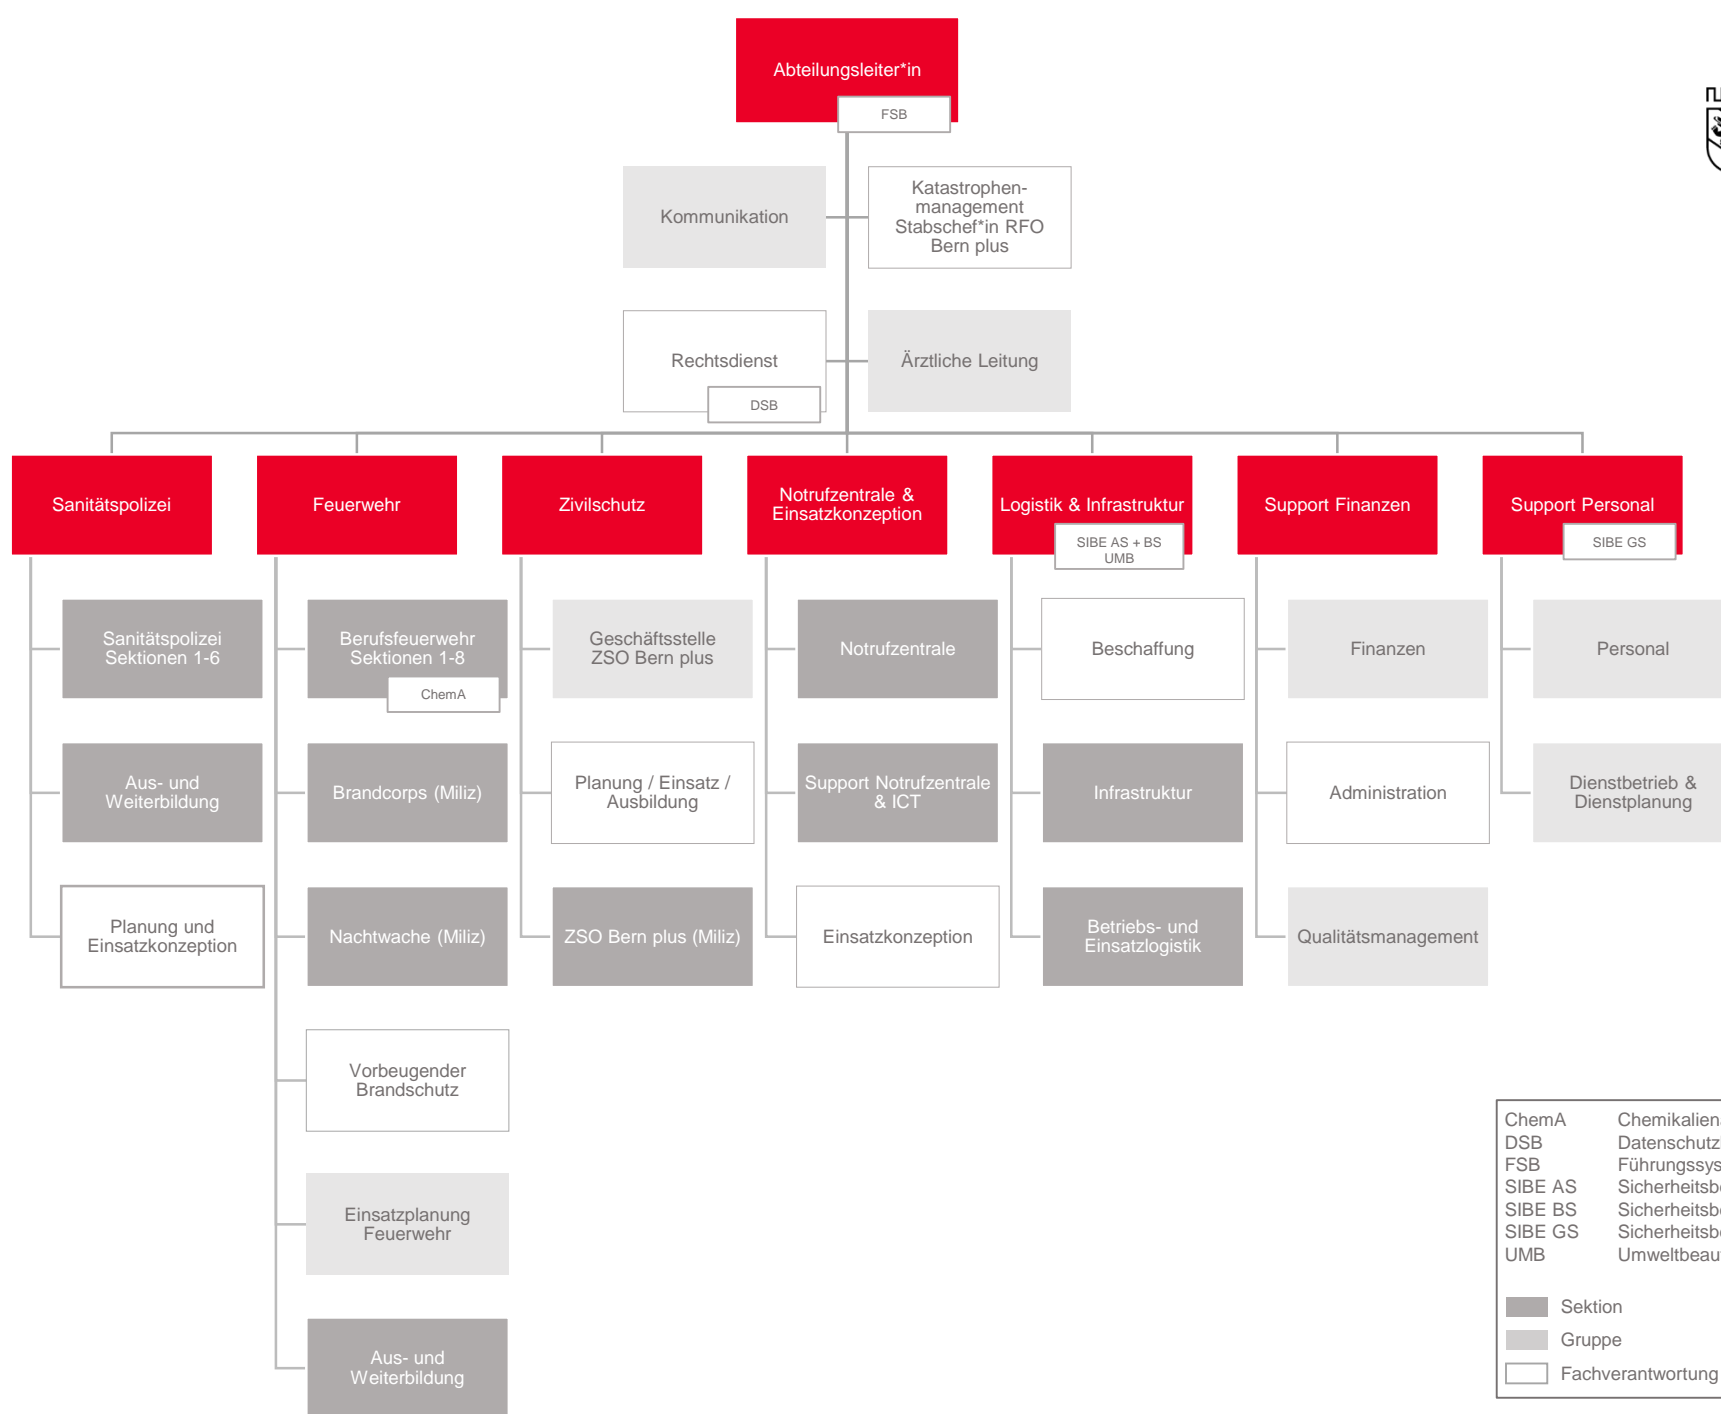 Abteilungsleiter*in
FSB
Kommunikation
Katastrophen-
management
Stabschef*in RFO
Bern plus
Rechtsdienst
DSB
Ärztliche Leitung
Sanitätspolizei
Feuerwehr
Zivilschutz
Notrufzentrale &
Einsatzkonzeption
Logistik & Infrastruktur
SIBE AS + BS
UMB
Support Finanzen
Support Personal
SIBE GS
Sanitätspolizei
Sektionen 1-6
Berufsfeuerwehr
Sektionen 1-8
ChemA
Geschäftsstelle
ZSO Bern plus
Notrufzentrale
Beschaffung
Finanzen
Personal
Aus- und
Weiterbildung
Brandcorps (Miliz)
Planung / Einsatz /
Ausbildung
Support Notrufzentrale
& ICT
Infrastruktur
Administration
Dienstbetrieb &
Dienstplanung
Planung und
Einsatzkonzeption
Nachtwache (Miliz)
ZSO Bern plus (Miliz)
Einsatzkonzeption
Betriebs- und
Einsatzlogistik
Qualitätsmanagement
Vorbeugender
Brandschutz
Einsatzplanung
Feuerwehr
Aus- und
Weiterbildung
ChemA
DSB
FSB
SIBE AS
SIBE BS
SIBE GS
UMB
Sektion
Gruppe
Fachverantwortung